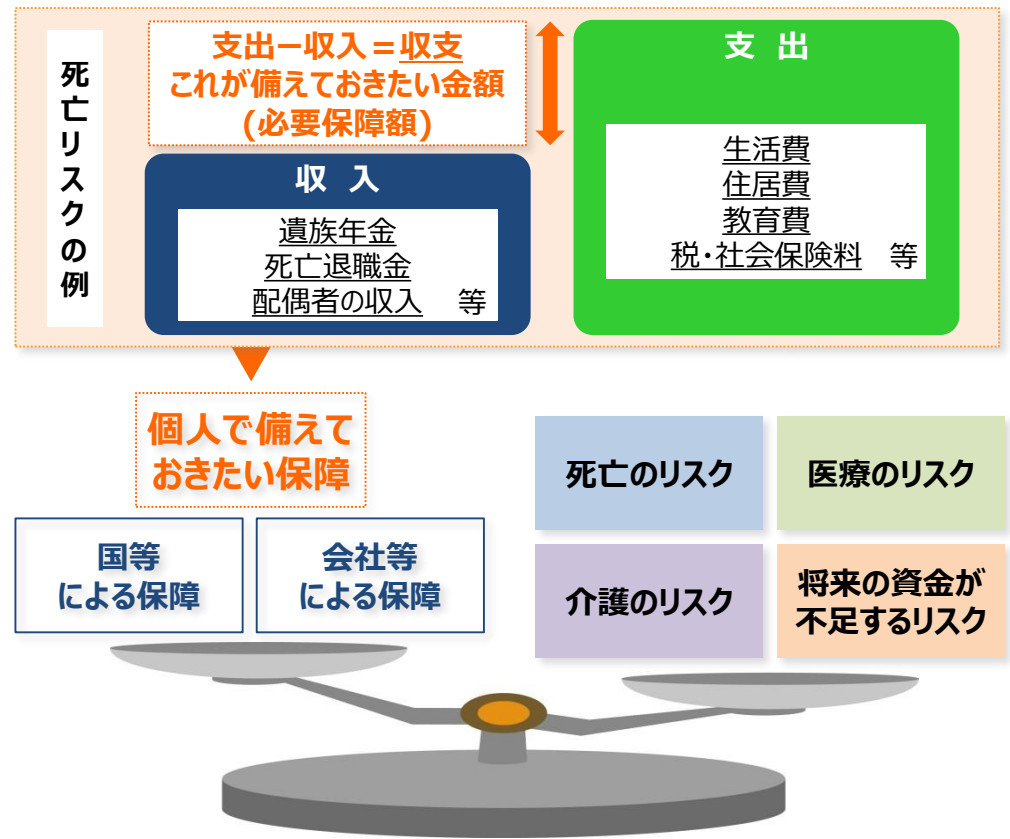 死亡リスクの例
支出－収入＝収支
これが備えておきたい金額
(必要保障額)
収 入
遺族年金
死亡退職金
配偶者の収入 等
支 出
生活費
住居費
教育費
税・社会保険料 等
個人で備えて
おきたい保障
国等
による保障
会社等
による保障
死亡のリスク
医療のリスク
介護のリスク
将来の資金が
不足するリスク